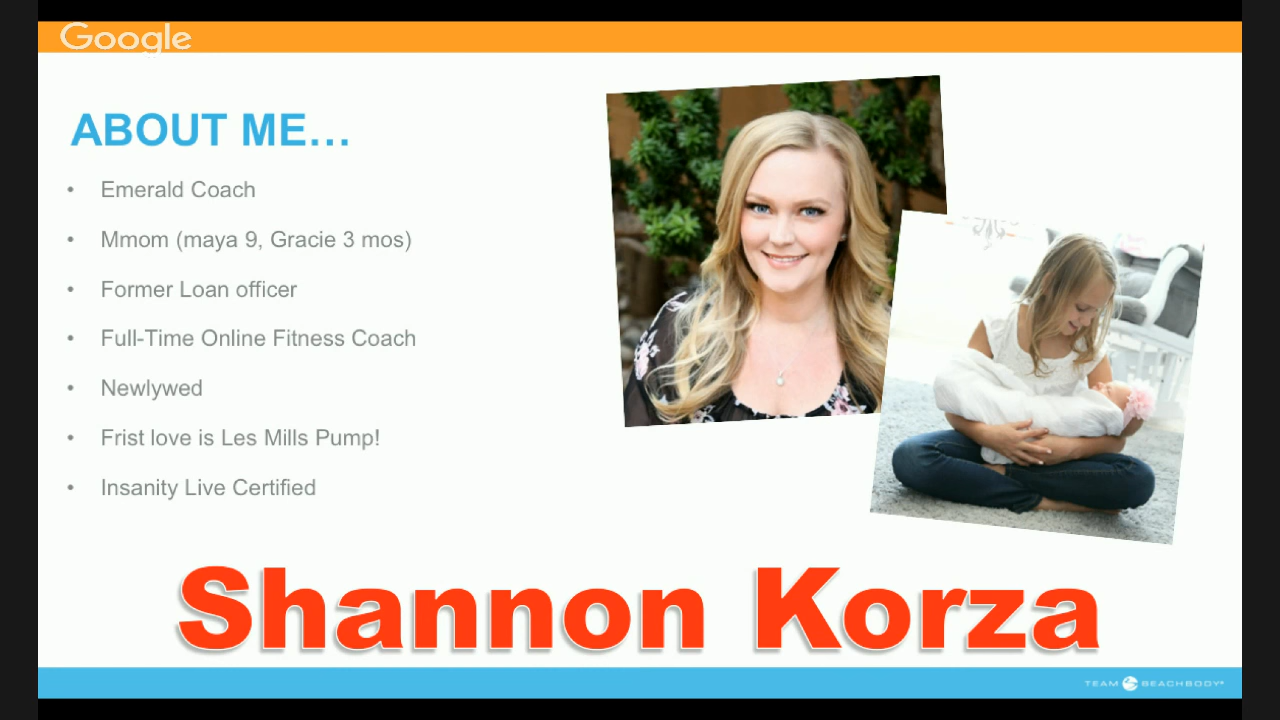 Google
ABOUT ME...
• Emerald Coach
• Mmom (maya 9, Gracie 3 mos)
• Former Loan officer
• Full-Time Online Fitness Coach
• Newlywed
• Frist love is Les Mills Pump!
• Insanity Live Certified
Shannon Korza
TEAM BEACHBODY